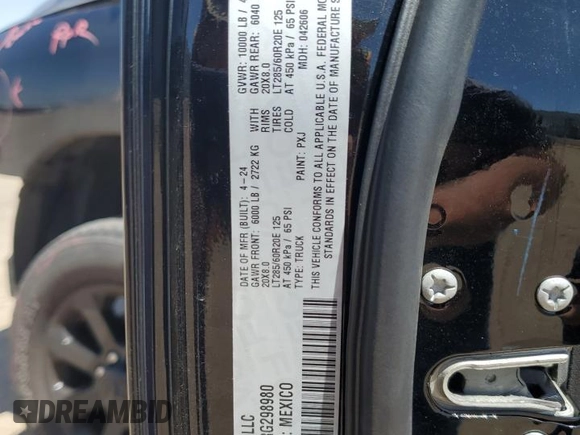 LLC
G298980
MEXICO
DATE OF MFR (BUILT): 4-24
GVWR: 10000 LB /
GAWR FRONT: 6000 LB / 2722 KG WITH GAWR REAR: 6040
20X8.0 RIMS 20X8.0
LT285/60R20E 125 TIRES LT285/60R20E 125
AT 450 kPa / 65 PSI COLD AT 450 kPa / 65 PSI
TYPE: TRUCK PAINT: PXJ MDH: 042606
THIS VEHICLE CONFORMS TO ALL APPLICABLE U.S.A. FEDERAL
STANDARDS IN EFFECT ON THE DATE OF MANUFACTURE
DREAMBID